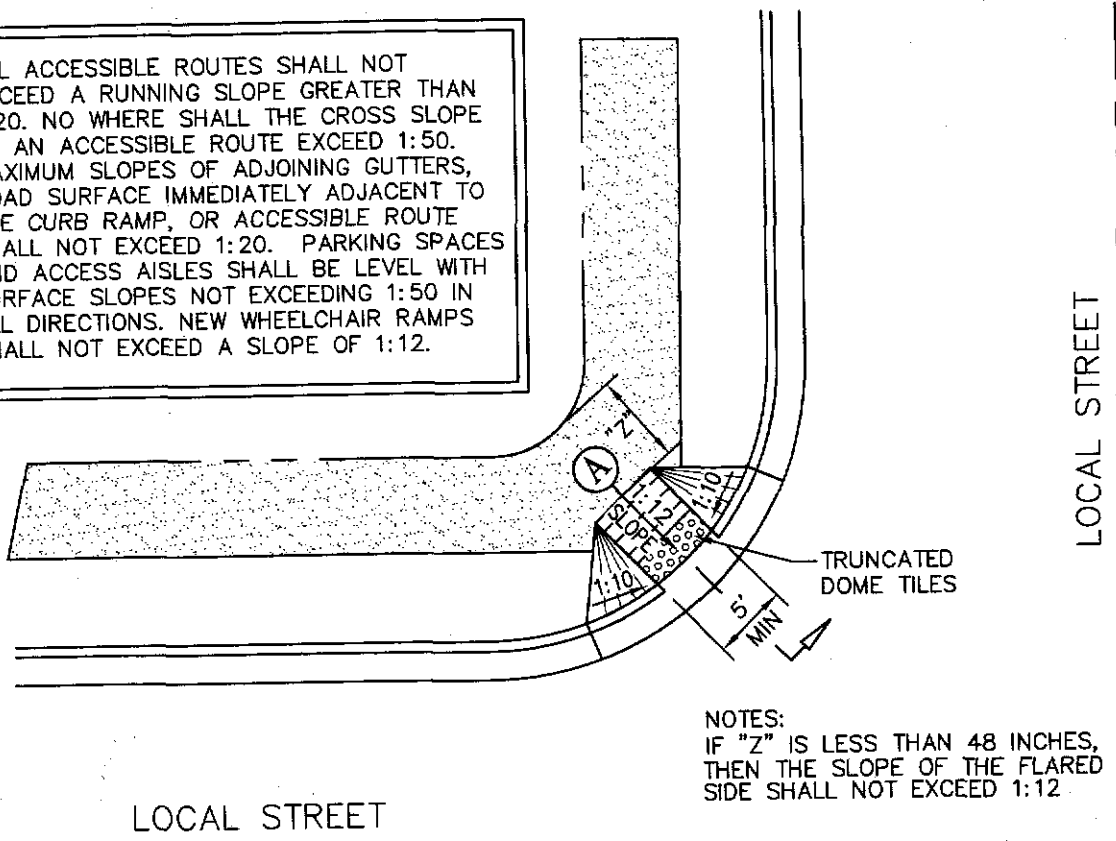 L ACCESSIBLE ROUTES SHALL NOT
CEED A RUNNING SLOPE GREATER THAN
20. NO WHERE SHALL THE CROSS SLOPE
AN ACCESSIBLE ROUTE EXCEED 1:50.
AXIMUM SLOPES OF ADJOINING GUTTERS,
OAD SURFACE IMMEDIATELY ADJACENT TO
E CURB RAMP, OR ACCESSIBLE ROUTE
HALL NOT EXCEED 1:20. PARKING SPACES
ND ACCESS AISLES SHALL BE LEVEL WITH
URFACE SLOPES NOT EXCEEDING 1:50 IN
L DIRECTIONS. NEW WHEELCHAIR RAMPS
HALL NOT EXCEED A SLOPE OF 1:12.
"Z"
A
1:12
SLOPE
1:10
1:10
TRUNCATED
DOME TILES
5'
MIN
LOCAL STREET
NOTES:
IF "Z" IS LESS THAN 48 INCHES,
THEN THE SLOPE OF THE FLARED
SIDE SHALL NOT EXCEED 1:12
LOCAL STREET